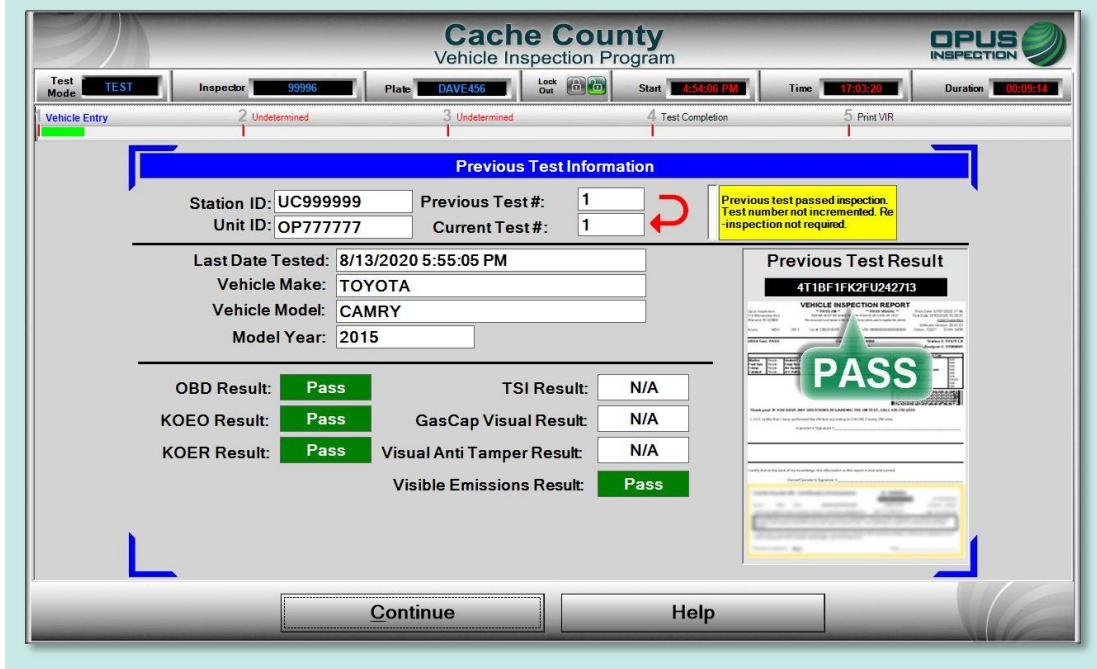 Cache County
Vehicle Inspection Program
OPUS
INSPECTION
Test Mode TEST Inspector 99996 Plate DAVE456 Lock Out Start 4:54:06 PM Time 17:03:20 Duration 00:09:14
1 Vehicle Entry 2 Undetermined 3 Undetermined 4 Test Completion 5 Print VIR
Previous Test Information
Station ID: UC999999 Previous Test #: 1
Unit ID: OP777777 Current Test #: 1
Previous test passed inspection.
Test number not incremented. Re
-inspection not required.
Last Date Tested: 8/13/2020 5:55:05 PM
Vehicle Make: TOYOTA
Vehicle Model: CAMRY
Model Year: 2015
Previous Test Result
4T1BF1FK2FU242713
VEHICLE INSPECTION REPORT
PASS
OBD Result: Pass TSI Result: N/A
KOEO Result: Pass GasCap Visual Result: N/A
KOER Result: Pass Visual Anti Tamper Result: N/A
Visible Emissions Result: Pass
Continue Help